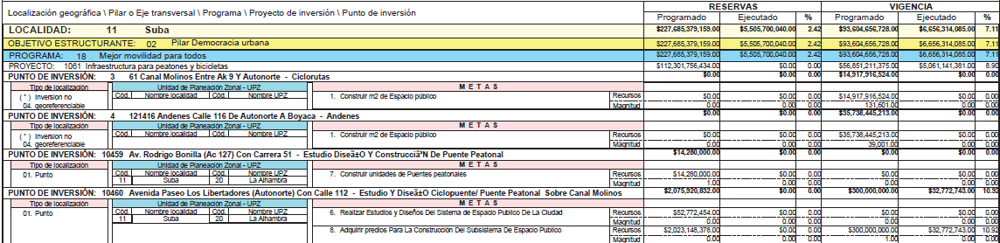 Localización geográfica \ Pilar o Eje transversal \ Programa \ Proyecto de inversión \ Punto de inversión RESERVAS VIGENCIA
Programado Ejecutado % Programado Ejecutado %
LOCALIDAD: 11 Suba $227,685,379,159.00 $5,505,700,040.00 2.42 $93,604,656,728.00 $6,656,314,085.00 7.11
OBJETIVO ESTRUCTURANTE: 02 Pilar Democracia urbana $227,685,379,159.00 $5,505,700,040.00 2.42 $93,604,656,728.00 $6,656,314,085.00 7.11
PROGRAMA: 18 Mejor movilidad para todos $227,685,379,159.00 $5,505,700,040.00 2.42 $93,604,656,728.00 $6,656,314,085.00 7.11
PROYECTO: 1061 Infraestructura para peatones y bicicletas $112,301,756,434.00 $0.00 0.00 $56,851,211,375.00 $5,061,141,381.00 8.90
PUNTO DE INVERSIÓN: 3 61 Canal Molinos Entre Ak 9 Y Autonorte - Ciclorutas $0.00 $0.00 0.00 $14,917,916,524.00 $0.00 0.00
Tipo de localización Unidad de Planeación Zonal - UPZ M E T A S
Cód. Nombre localidad Cód. Nombre UPZ
( * ) Inversion no 1. Construir m2 de Espacio público Recursos $0.00 $0.00 0.00 $14,917,916,524.00 $0.00 0.00
04. georeferenciable Magnitud 0.00 0.00 0.00 131,601.00 0.00 0.00
PUNTO DE INVERSIÓN: 4 121416 Andenes Calle 116 De Autonorte A Boyaca - Andenes $0.00 $0.00 0.00 $35,738,445,213.00 $0.00 0.00
Tipo de localización Unidad de Planeación Zonal - UPZ M E T A S
Cód. Nombre localidad Cód. Nombre UPZ
( * ) Inversion no 1. Construir m2 de Espacio público Recursos $0.00 $0.00 0.00 $35,738,445,213.00 $0.00 0.00
04. georeferenciable Magnitud 0.00 0.00 0.00 39,001.00 0.00 0.00
PUNTO DE INVERSIÓN: 10459 Av. Rodrigo Bonilla (Ac 127) Con Carrera 51 - Estudio Diseã±O Y ConstrucciãºN De Puente Peatonal $14,280,000.00 $0.00 0.00 $0.00 $0.00 0.00
Tipo de localización Unidad de Planeación Zonal - UPZ M E T A S
Cód. Nombre localidad Cód. Nombre UPZ
01. Punto 11 Suba 20 La Alhambra 7. Construir unidades de Puentes peatonales Recursos $14,280,000.00 $0.00 0.00 $0.00 $0.00 0.00
Magnitud 1.00 0.00 0.00 0.00 0.00 0.00
PUNTO DE INVERSIÓN: 10460 Avenida Paseo Los Libertadores (Autonorte) Con Calle 112 - Estudio Y Diseã±O Ciclopuente/ Puente Peatonal Sobre Canal Molinos $2,075,920,832.00 $0.00 0.00 $300,000,000.00 $32,772,743.00 10.92
Tipo de localización Unidad de Planeación Zonal - UPZ M E T A S
Cód. Nombre localidad Cód. Nombre UPZ
01. Punto 11 Suba 20 La Alhambra 6. Realizar Estudios y Diseños Del Sistema de Espacio Publico De La Ciudad Recursos $52,772,454.00 $0.00 0.00 $0.00 $0.00 0.00
Magnitud 0.00 0.00 0.00 0.00 0.00 0.00
8. Adquirir predios Para La Construcción Del Subsistema De Espacio Publico Recursos $2,023,148,378.00 $0.00 0.00 $300,000,000.00 $32,772,743.00 10.92
Magnitud 0.00 0.00 0.00 1.00 0.00 0.00